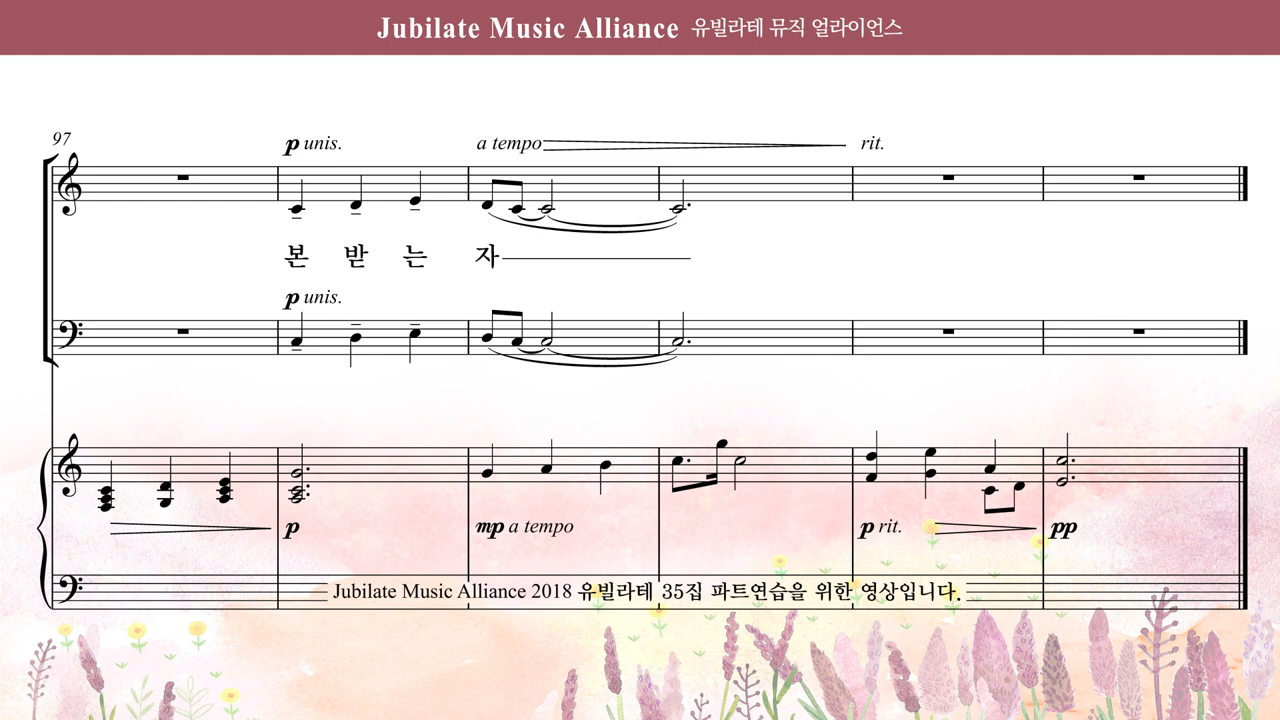 Jubilate Music Alliance 유빌라테 뮤직 얼라이언스
97
p unis.
a tempo
rit.
본 받 는 자
p unis.
p
mp a tempo
p rit.
pp
Jubilate Music Alliance 2018 유빌라테 35집 파트연습을 위한 영상입니다.